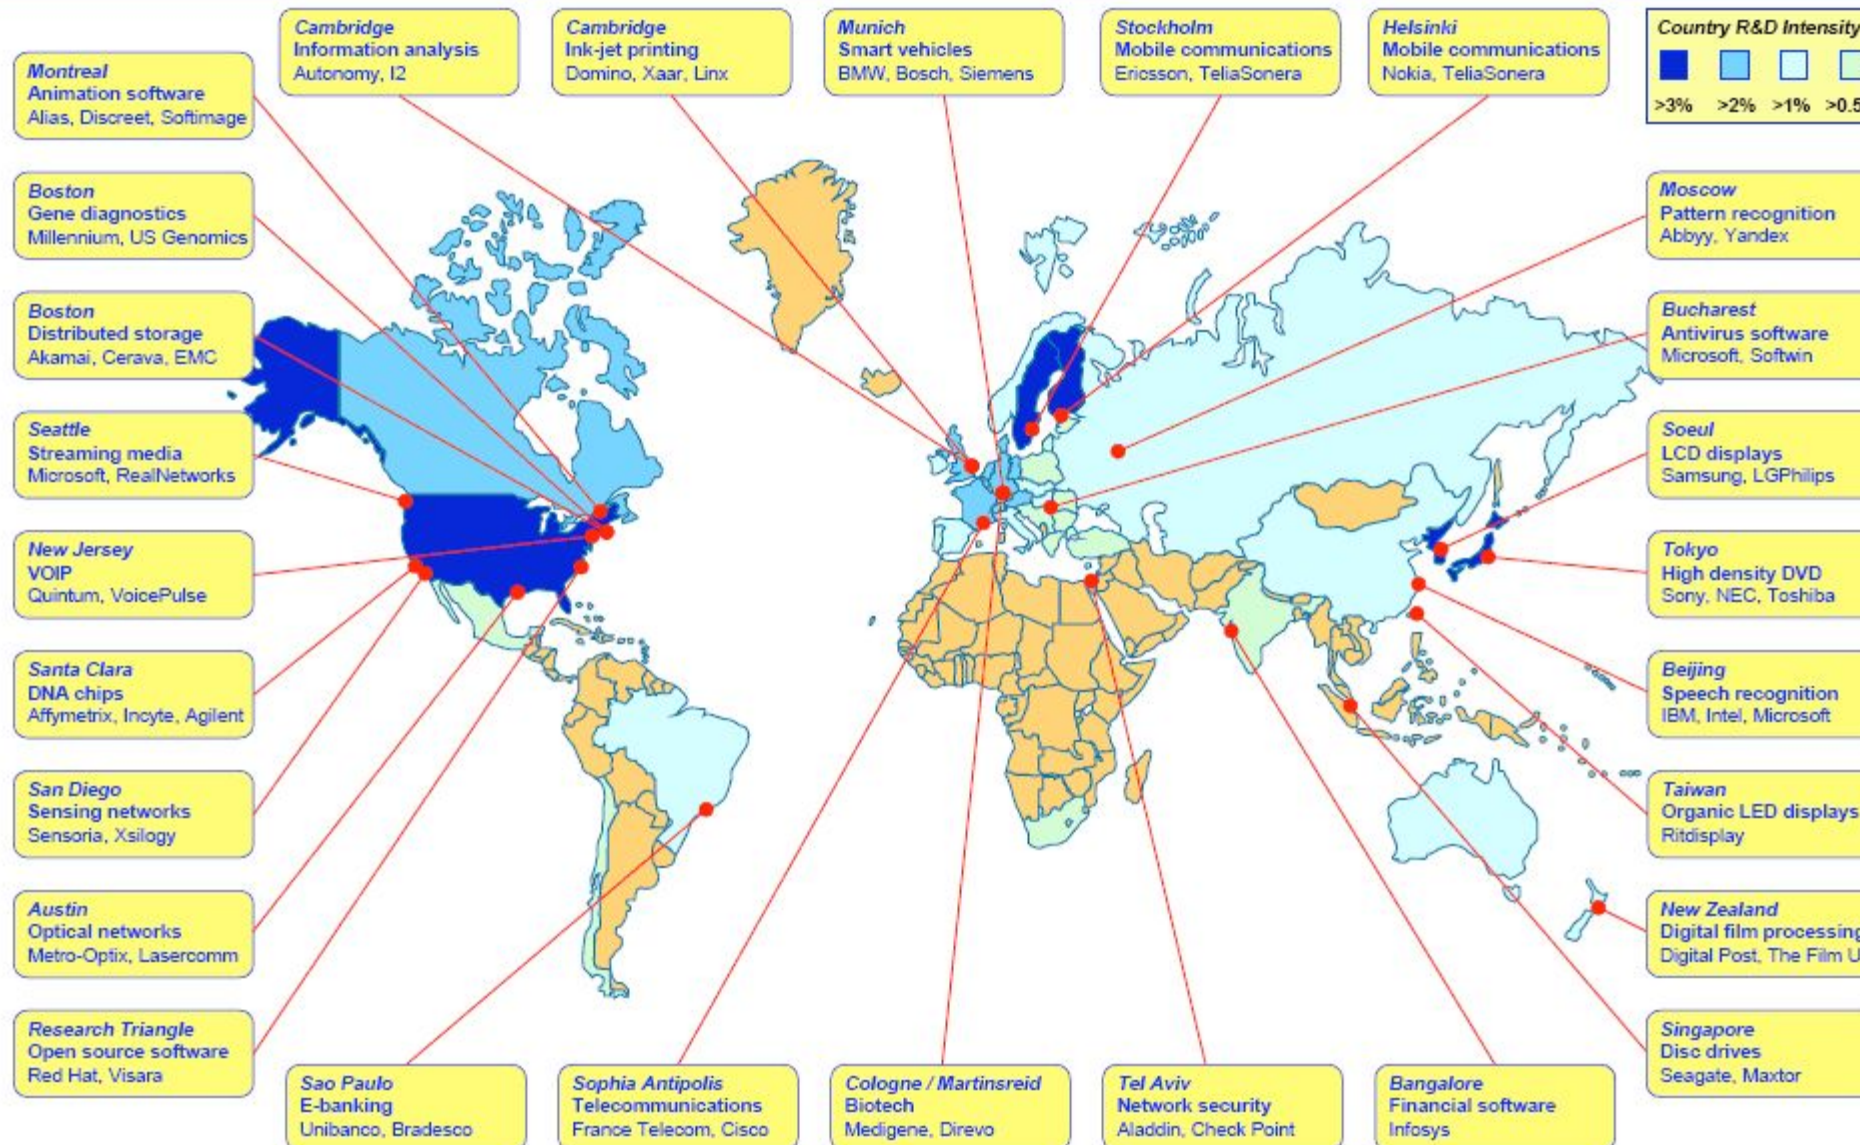 Cambridge
Information analysis
Autonomy, I2
Cambridge
Ink-jet printing
Domino, Xaar, Linx
Munich
Smart vehicles
BMW, Bosch, Siemens
Stockholm
Mobile communications
Ericsson, TeliaSonera
Helsinki
Mobile communications
Nokia, TeliaSonera
Country R&D Intensity
>3% >2% >1% >0.5
Montreal
Animation software
Alias, Discreet, Softimage
Boston
Gene diagnostics
Millennium, US Genomics
Boston
Distributed storage
Akamai, Cerava, EMC
Seattle
Streaming media
Microsoft, RealNetworks
New Jersey
VOIP
Quintum, VoicePulse
Santa Clara
DNA chips
Affymetrix, Incyte, Agilent
San Diego
Sensing networks
Sensoria, Xsilogy
Austin
Optical networks
Metro-Optix, Lasercomm
Research Triangle
Open source software
Red Hat, Visara
Moscow
Pattern recognition
Abbyy, Yandex
Bucharest
Antivirus software
Microsoft, Softwin
Soeul
LCD displays
Samsung, LGPhilips
Tokyo
High density DVD
Sony, NEC, Toshiba
Beijing
Speech recognition
IBM, Intel, Microsoft
Taiwan
Organic LED displays
Ritdisplay
New Zealand
Digital film processing
Digital Post, The Film U
Singapore
Disc drives
Seagate, Maxtor
Sao Paulo
E-banking
Unibanco, Bradesco
Sophia Antipolis
Telecommunications
France Telecom, Cisco
Cologne / Martinsreid
Biotech
Medigene, Direvo
Tel Aviv
Network security
Aladdin, Check Point
Bangalore
Financial software
Infosys